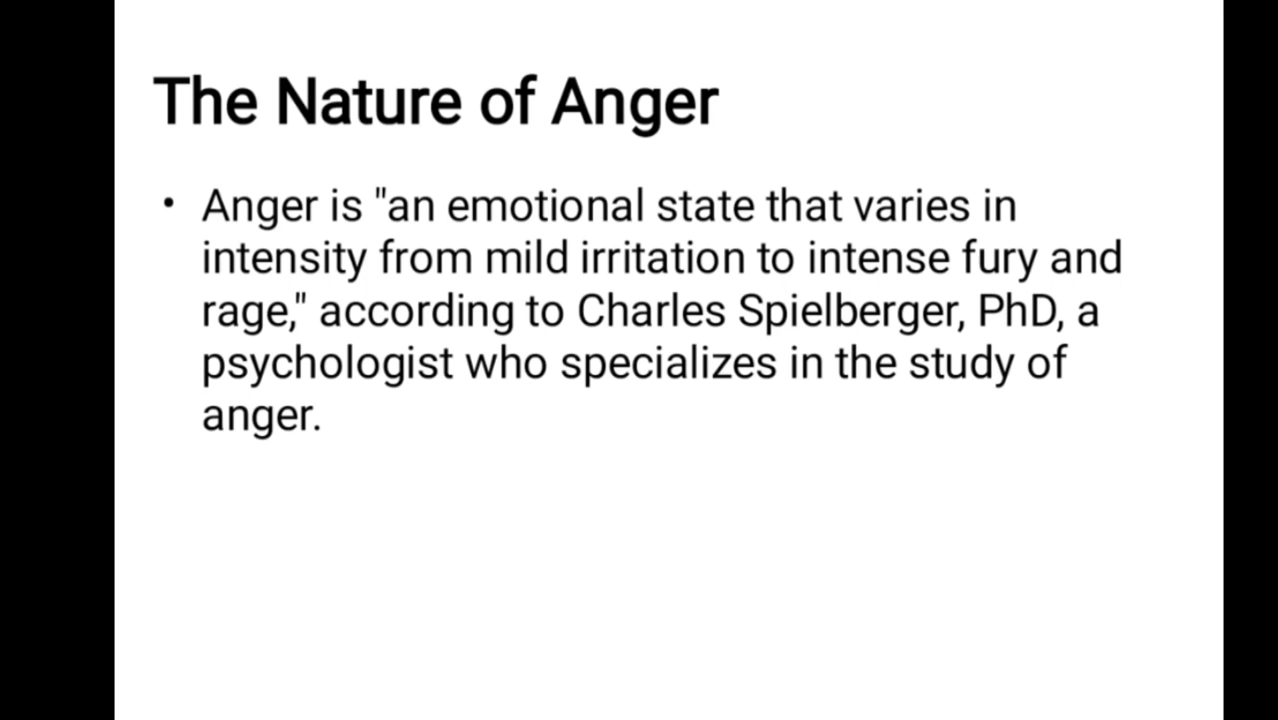 The Nature of Anger
• Anger is "an emotional state that varies in
intensity from mild irritation to intense fury and
rage," according to Charles Spielberger, PhD, a
psychologist who specializes in the study of
anger.